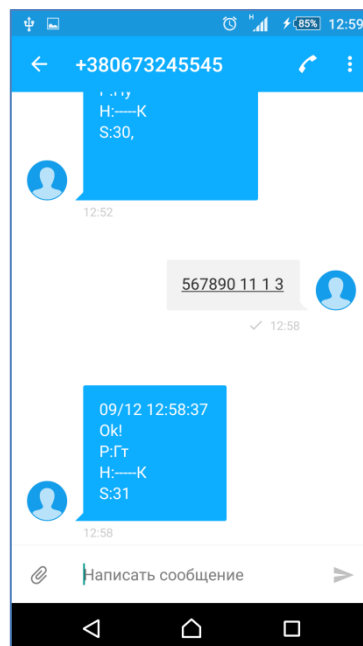 H
85% 12:59
+380673245545
H:-----К
S:30,
12:52
567890 11 1 3
12:58
09/12 12:58:37
Ok!
Р:Гт
H:-----К
S:31
12:58
Написать сообщение